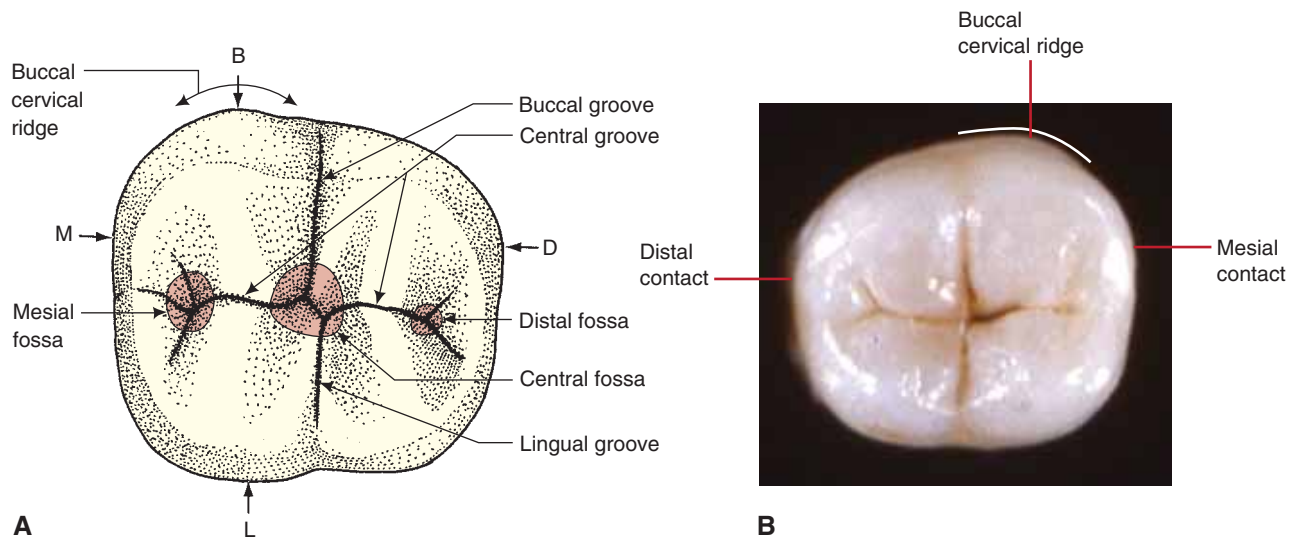 B
Buccal
cervical
ridge
Buccal groove
Central groove
M
D
Mesial
fossa
Distal fossa
Central fossa
Lingual groove
L
A
Buccal
cervical ridge
Distal
contact
Mesial
contact
B